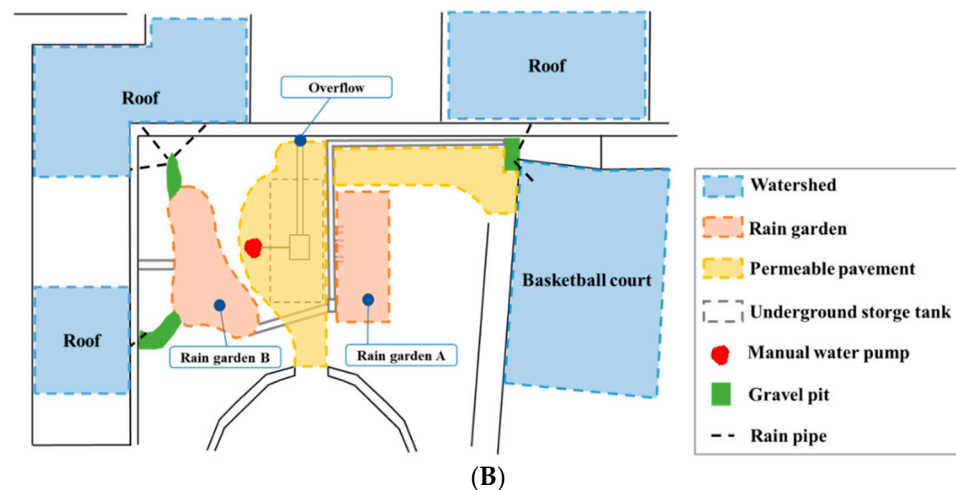 Roof
Roof
Overflow
Basketball court
Roof
Rain garden B
Rain garden A
Watershed
Rain garden
Permeable pavement
Underground storge tank
Manual water pump
Gravel pit
Rain pipe
(B)